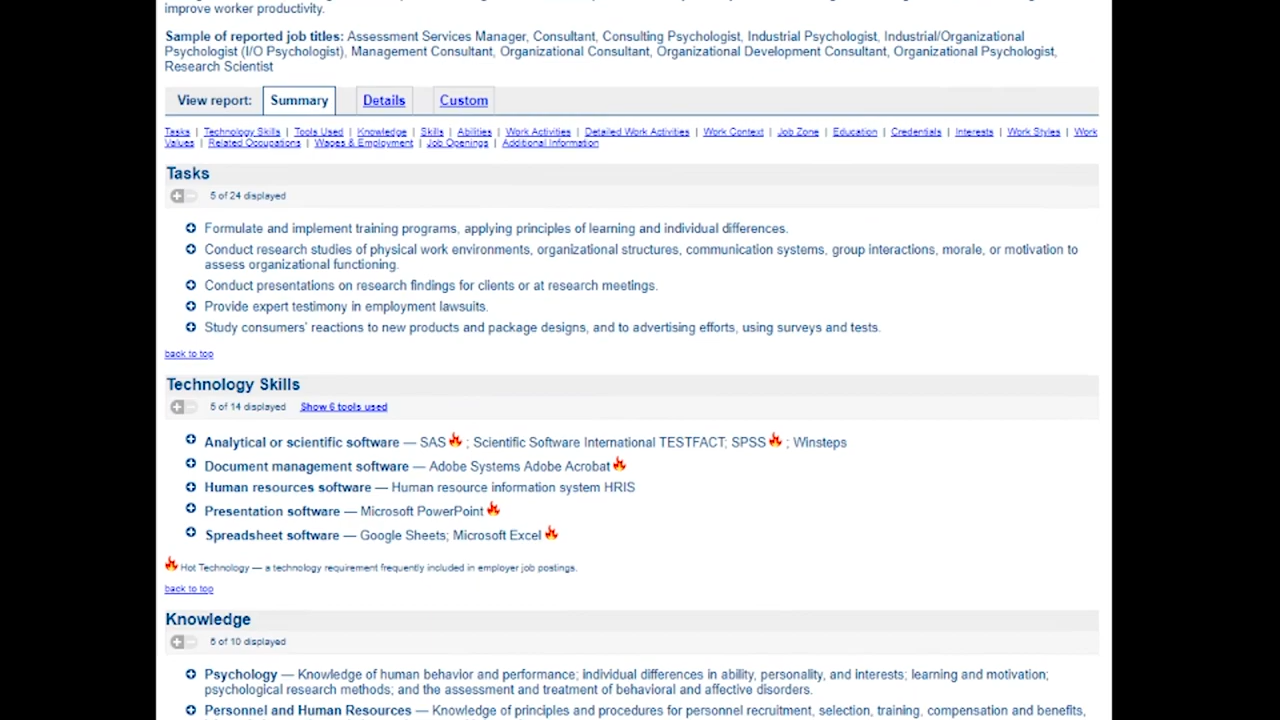 improve worker productivity.
Sample of reported job titles: Assessment Services Manager, Consultant, Consulting Psychologist, Industrial Psychologist, Industrial/Organizational
Psychologist (I/O Psychologist), Management Consultant, Organizational Consultant, Organizational Development Consultant, Organizational Psychologist,
Research Scientist
View report: Summary Details Custom
Tasks | Technology Skills | Tools Used | Knowledge | Skills | Abilities | Work Activities | Detailed Work Activities | Work Context | Job Zone | Education | Credentials | Interests | Work Styles | Work
Values | Related Occupations | Wages & Employment | Job Openings | Additional Information
Tasks
5 of 24 displayed
Formulate and implement training programs, applying principles of learning and individual differences.
Conduct research studies of physical work environments, organizational structures, communication systems, group interactions, morale, or motivation to
assess organizational functioning.
Conduct presentations on research findings for clients or at research meetings.
Provide expert testimony in employment lawsuits.
Study consumers' reactions to new products and package designs, and to advertising efforts, using surveys and tests.
back to top
Technology Skills
5 of 14 displayed Show 6 tools used
Analytical or scientific software — SAS ; Scientific Software International TESTFACT; SPSS ; Winsteps
Document management software — Adobe Systems Adobe Acrobat
Human resources software — Human resource information system HRIS
Presentation software — Microsoft PowerPoint
Spreadsheet software — Google Sheets; Microsoft Excel
Hot Technology — a technology requirement frequently included in employer job postings.
back to top
Knowledge
5 of 10 displayed
Psychology — Knowledge of human behavior and performance; individual differences in ability, personality, and interests; learning and motivation;
psychological research methods; and the assessment and treatment of behavioral and affective disorders.
Personnel and Human Resources — Knowledge of principles and procedures for personnel recruitment, selection, training, compensation and benefits,